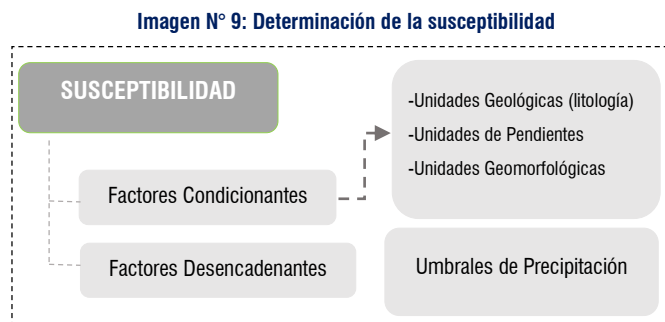 Imagen N° 9: Determinación de la susceptibilidad
SUSCEPTIBILIDAD
Factores Condicionantes
-Unidades Geológicas (litología)
-Unidades de Pendientes
-Unidades Geomorfológicas
Factores Desencadenantes
Umbrales de Precipitación